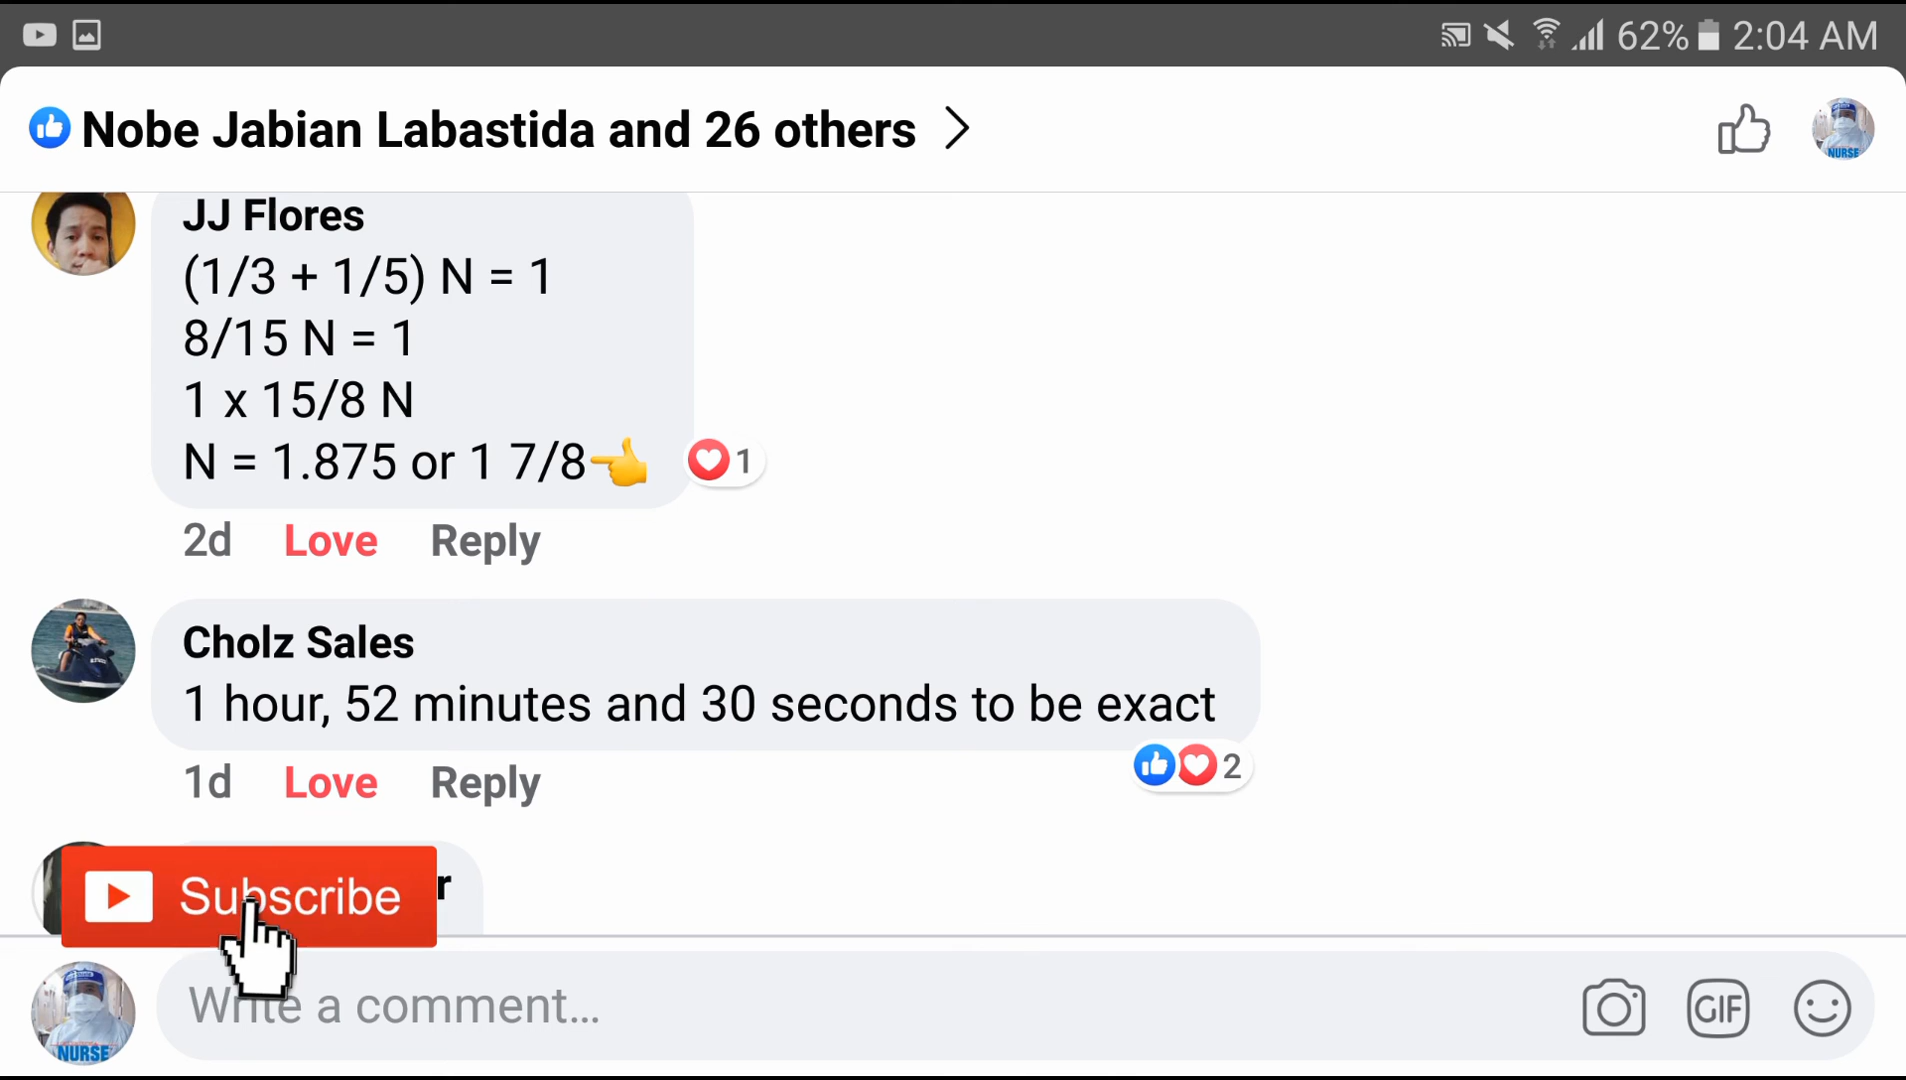 62% 2:04 AM
Nobe Jabian Labastida and 26 others
JJ Flores
(1/3 + 1/5) N = 1
8/15 N = 1
1 x 15/8 N
N = 1.875 or 1 7/8👈
1
2d Love Reply
Cholz Sales
1 hour, 52 minutes and 30 seconds to be exact
2
1d Love Reply
Subscribe
Write a comment...
GIF
NURSE
NURSE